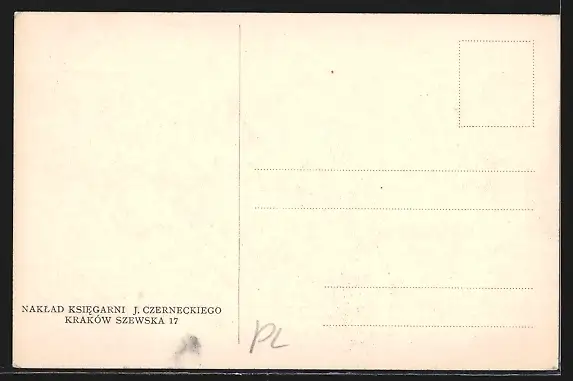 NAKŁAD KSIĘGARNI J. CZERNECKIEGO
KRAKÓW SZEWSKA 17
PL